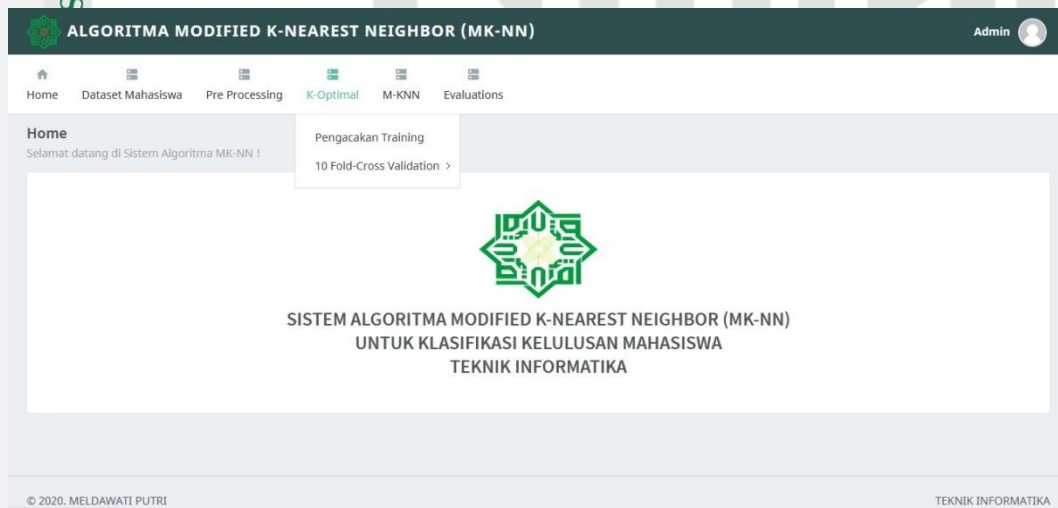 ALGORITMA MODIFIED K-NEAREST NEIGHBOR (MK-NN)
Admin
Home
Dataset Mahasiswa
Pre Processing
K-Optimal
M-KNN
Evaluations
Home
Selamat datang di Sistem Algoritma MK-NN !
Pengacakan Training
10 Fold-Cross Validation >
SISTEM ALGORITMA MODIFIED K-NEAREST NEIGHBOR (MK-NN)
UNTUK KLASIFIKASI KELULUSAN MAHASISWA
TEKNIK INFORMATIKA
© 2020. MELDAWATI PUTRI
TEKNIK INFORMATIKA